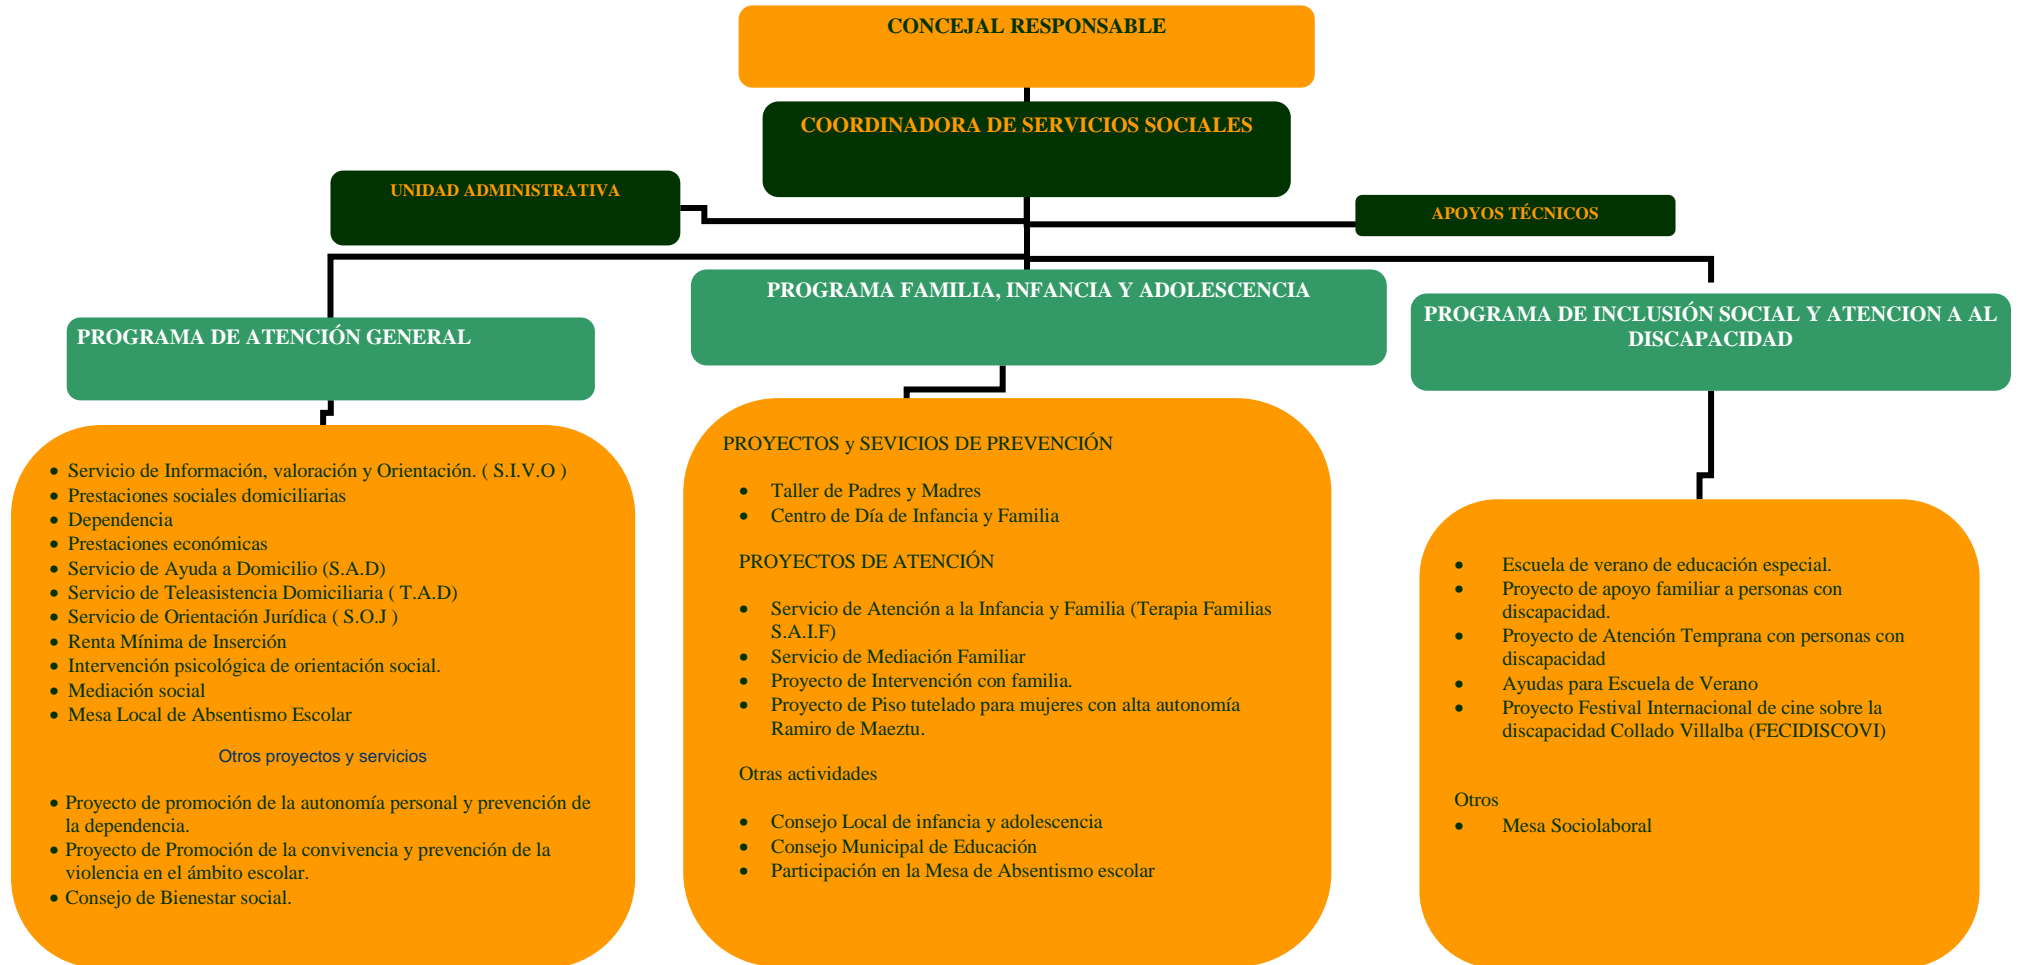 CONCEJAL RESPONSABLE
COORDINADORA DE SERVICIOS SOCIALES
UNIDAD ADMINISTRATIVA
APOYOS TÉCNICOS
PROGRAMA DE ATENCIÓN GENERAL
PROGRAMA FAMILIA, INFANCIA Y ADOLESCENCIA
PROGRAMA DE INCLUSIÓN SOCIAL Y ATENCION A AL
DISCAPACIDAD
• Servicio de Información, valoración y Orientación. ( S.I.V.O )
• Prestaciones sociales domiciliarias
• Dependencia
• Prestaciones económicas
• Servicio de Ayuda a Domicilio (S.A.D)
• Servicio de Teleasistencia Domiciliaria ( T.A.D)
• Servicio de Orientación Jurídica ( S.O.J )
• Renta Mínima de Inserción
• Intervención psicológica de orientación social.
• Mediación social
• Mesa Local de Absentismo Escolar
Otros proyectos y servicios
• Proyecto de promoción de la autonomía personal y prevención de
la dependencia.
• Proyecto de Promoción de la convivencia y prevención de la
violencia en el ámbito escolar.
• Consejo de Bienestar social.
PROYECTOS y SEVICIOS DE PREVENCIÓN
• Taller de Padres y Madres
• Centro de Día de Infancia y Familia
PROYECTOS DE ATENCIÓN
• Servicio de Atención a la Infancia y Familia (Terapia Familias
S.A.I.F)
• Servicio de Mediación Familiar
• Proyecto de Intervención con familia.
• Proyecto de Piso tutelado para mujeres con alta autonomía
Ramiro de Maeztu.
Otras actividades
• Consejo Local de infancia y adolescencia
• Consejo Municipal de Educación
• Participación en la Mesa de Absentismo escolar
• Escuela de verano de educación especial.
• Proyecto de apoyo familiar a personas con
discapacidad.
• Proyecto de Atención Temprana con personas con
discapacidad
• Ayudas para Escuela de Verano
• Proyecto Festival Internacional de cine sobre la
discapacidad Collado Villalba (FECIDISCOVI)
Otros
• Mesa Sociolaboral